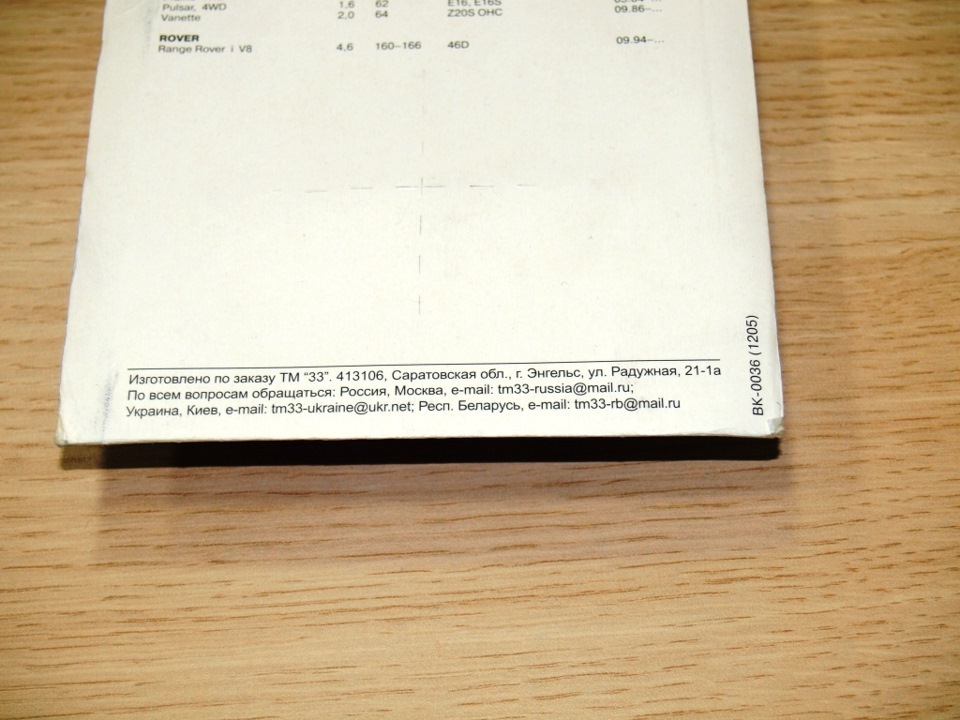 Pulsar, 4WD 1,6 62 E16, E16S
Vanette 2,0 64 Z20S OHC 09.86–...
ROVER
Range Rover i V8 4,6 160–166 46D 09.94–...
Изготовлено по заказу ТМ “33”. 413106, Саратовская обл., г. Энгельс, ул. Радужная, 21-1а
По всем вопросам обращаться: Россия, Москва, e-mail: tm33-russia@mail.ru;
Украина, Киев, e-mail: tm33-ukraine@ukr.net; Респ. Беларусь, e-mail: tm33-rb@mail.ru
ВК-0036 (1205)